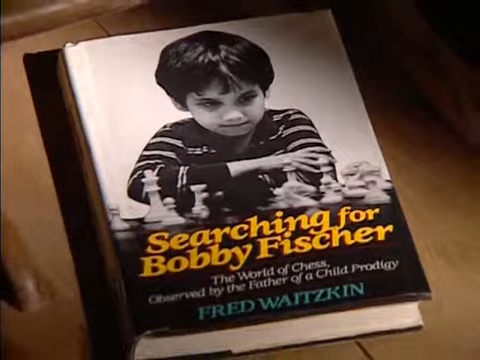 Searching for
Bobby Fischer
The World of Chess,
Observed by the Father of a Child Prodigy
FRED WAITZKIN